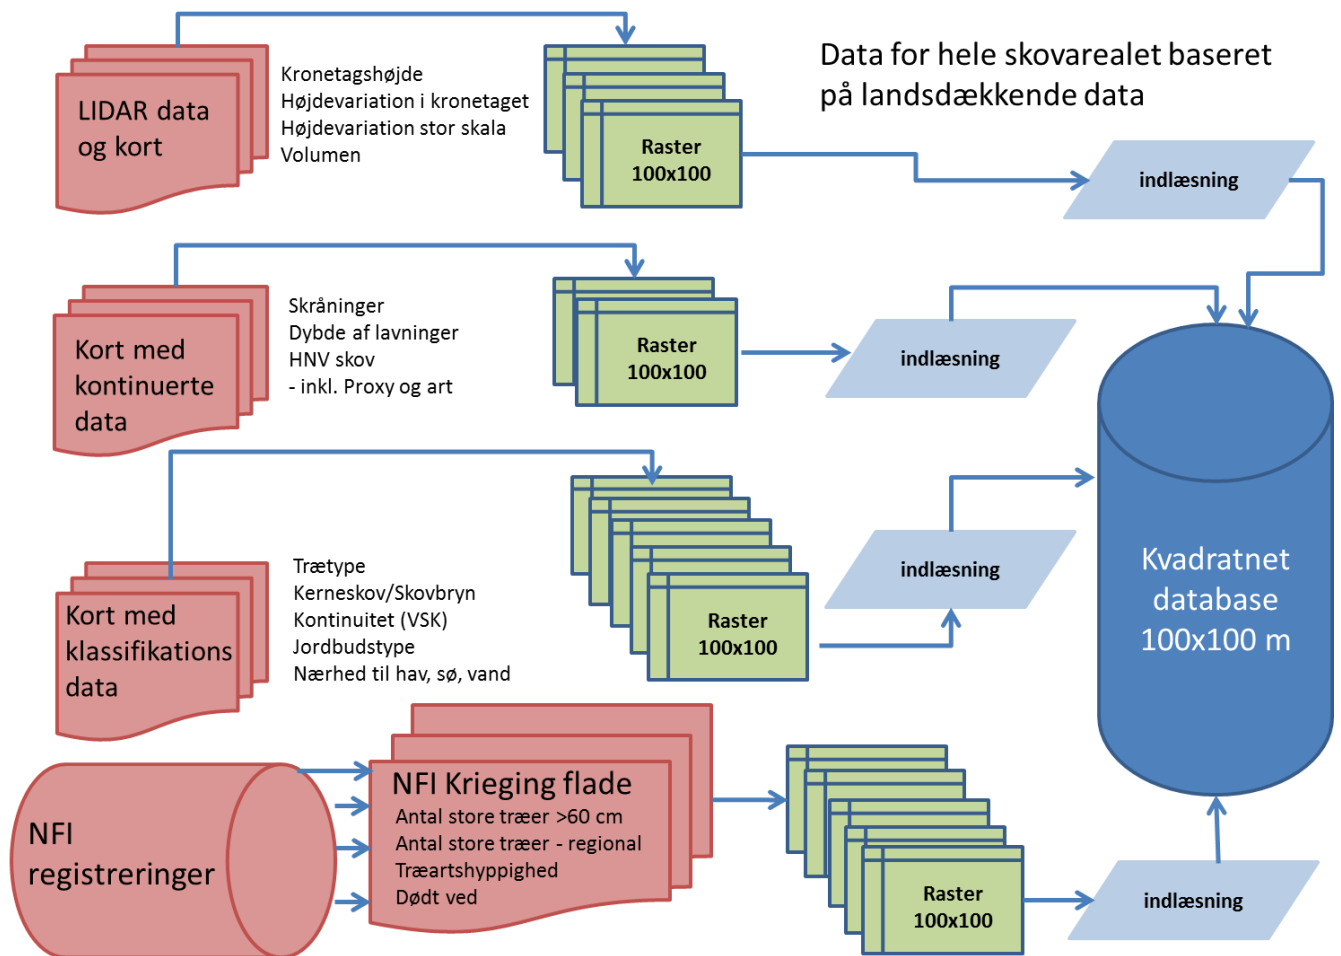 Data for hele skovarealet baseret
på landsdækkende data
LIDAR data
og kort
Kronetagshøjde
Højdevariation i kronetaget
Højdevariation stor skala
Volumen
Raster
100x100
indlæsning
Kort med
kontinuerte
data
Skråninger
Dybde af lavninger
HNV skov
- inkl. Proxy og art
Raster
100x100
indlæsning
Kort med
klassifikations
data
Trætype
Kerneskov/Skovbryn
Kontinuitet (VSK)
Jordbudstype
Nærhed til hav, sø, vand
Raster
100x100
indlæsning
Kvadratnet
database
100x100 m
NFI
registreringer
NFI Krieging flade
Antal store træer >60 cm
Antal store træer - regional
Træartshyppighed
Dødt ved
Raster
100x100
indlæsning